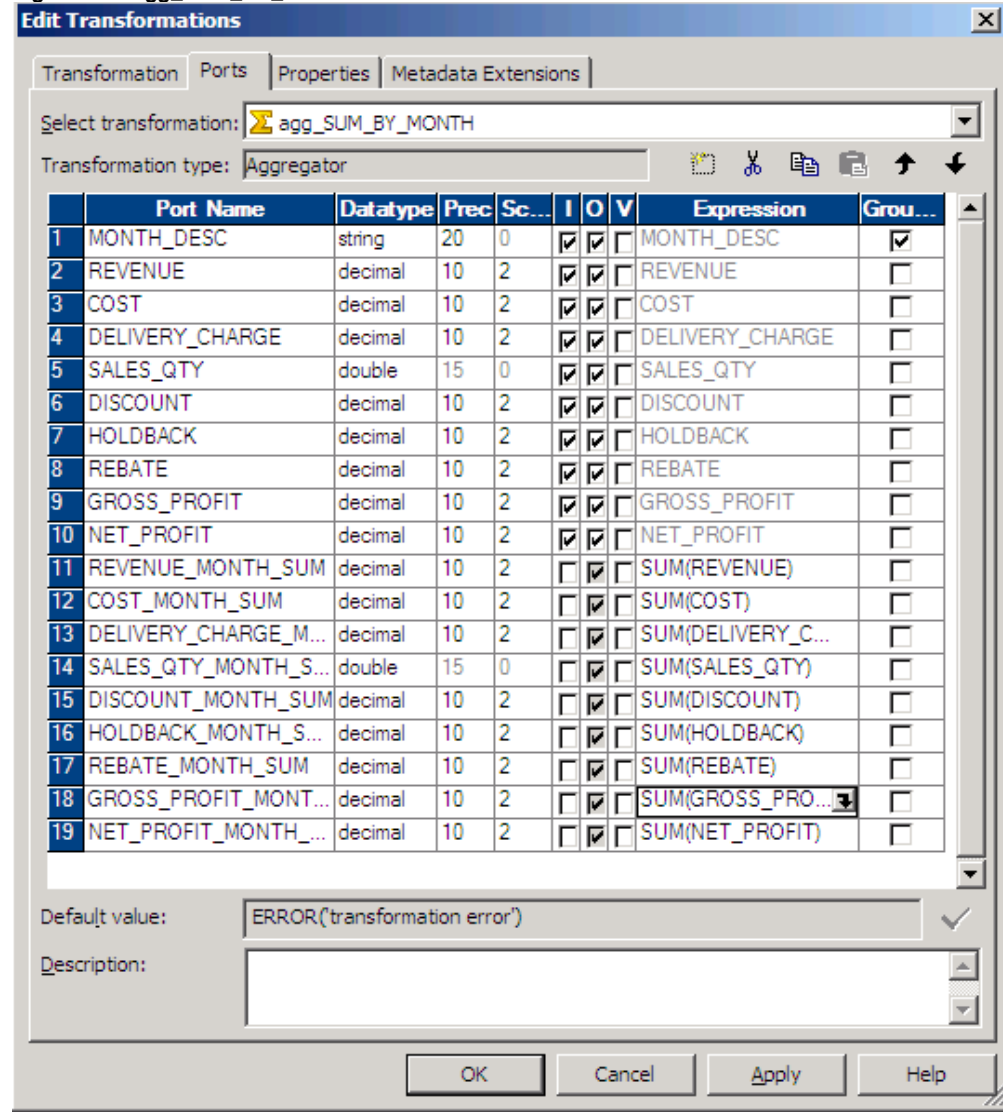 Edit Transformations
Transformation Ports Properties Metadata Extensions
Select transformation: agg_SUM_BY_MONTH
Transformation type: Aggregator
Port Name Datatype Prec Sc... I O V Expression Grou...
1 MONTH_DESC string 20 0 MONTH_DESC
2 REVENUE decimal 10 2 REVENUE
3 COST decimal 10 2 COST
4 DELIVERY_CHARGE decimal 10 2 DELIVERY_CHARGE
5 SALES_QTY double 15 0 SALES_QTY
6 DISCOUNT decimal 10 2 DISCOUNT
7 HOLDBACK decimal 10 2 HOLDBACK
8 REBATE decimal 10 2 REBATE
9 GROSS_PROFIT decimal 10 2 GROSS_PROFIT
10 NET_PROFIT decimal 10 2 NET_PROFIT
11 REVENUE_MONTH_SUM decimal 10 2 SUM(REVENUE)
12 COST_MONTH_SUM decimal 10 2 SUM(COST)
13 DELIVERY_CHARGE_M... decimal 10 2 SUM(DELIVERY_C...
14 SALES_QTY_MONTH_S... double 15 0 SUM(SALES_QTY)
15 DISCOUNT_MONTH_SUM decimal 10 2 SUM(DISCOUNT)
16 HOLDBACK_MONTH_S... decimal 10 2 SUM(HOLDBACK)
17 REBATE_MONTH_SUM decimal 10 2 SUM(REBATE)
18 GROSS_PROFIT_MONT... decimal 10 2 SUM(GROSS_PRO...
19 NET_PROFIT_MONTH_... decimal 10 2 SUM(NET_PROFIT)
Default value: ERROR('transformation error')
Description:
OK Cancel Apply Help